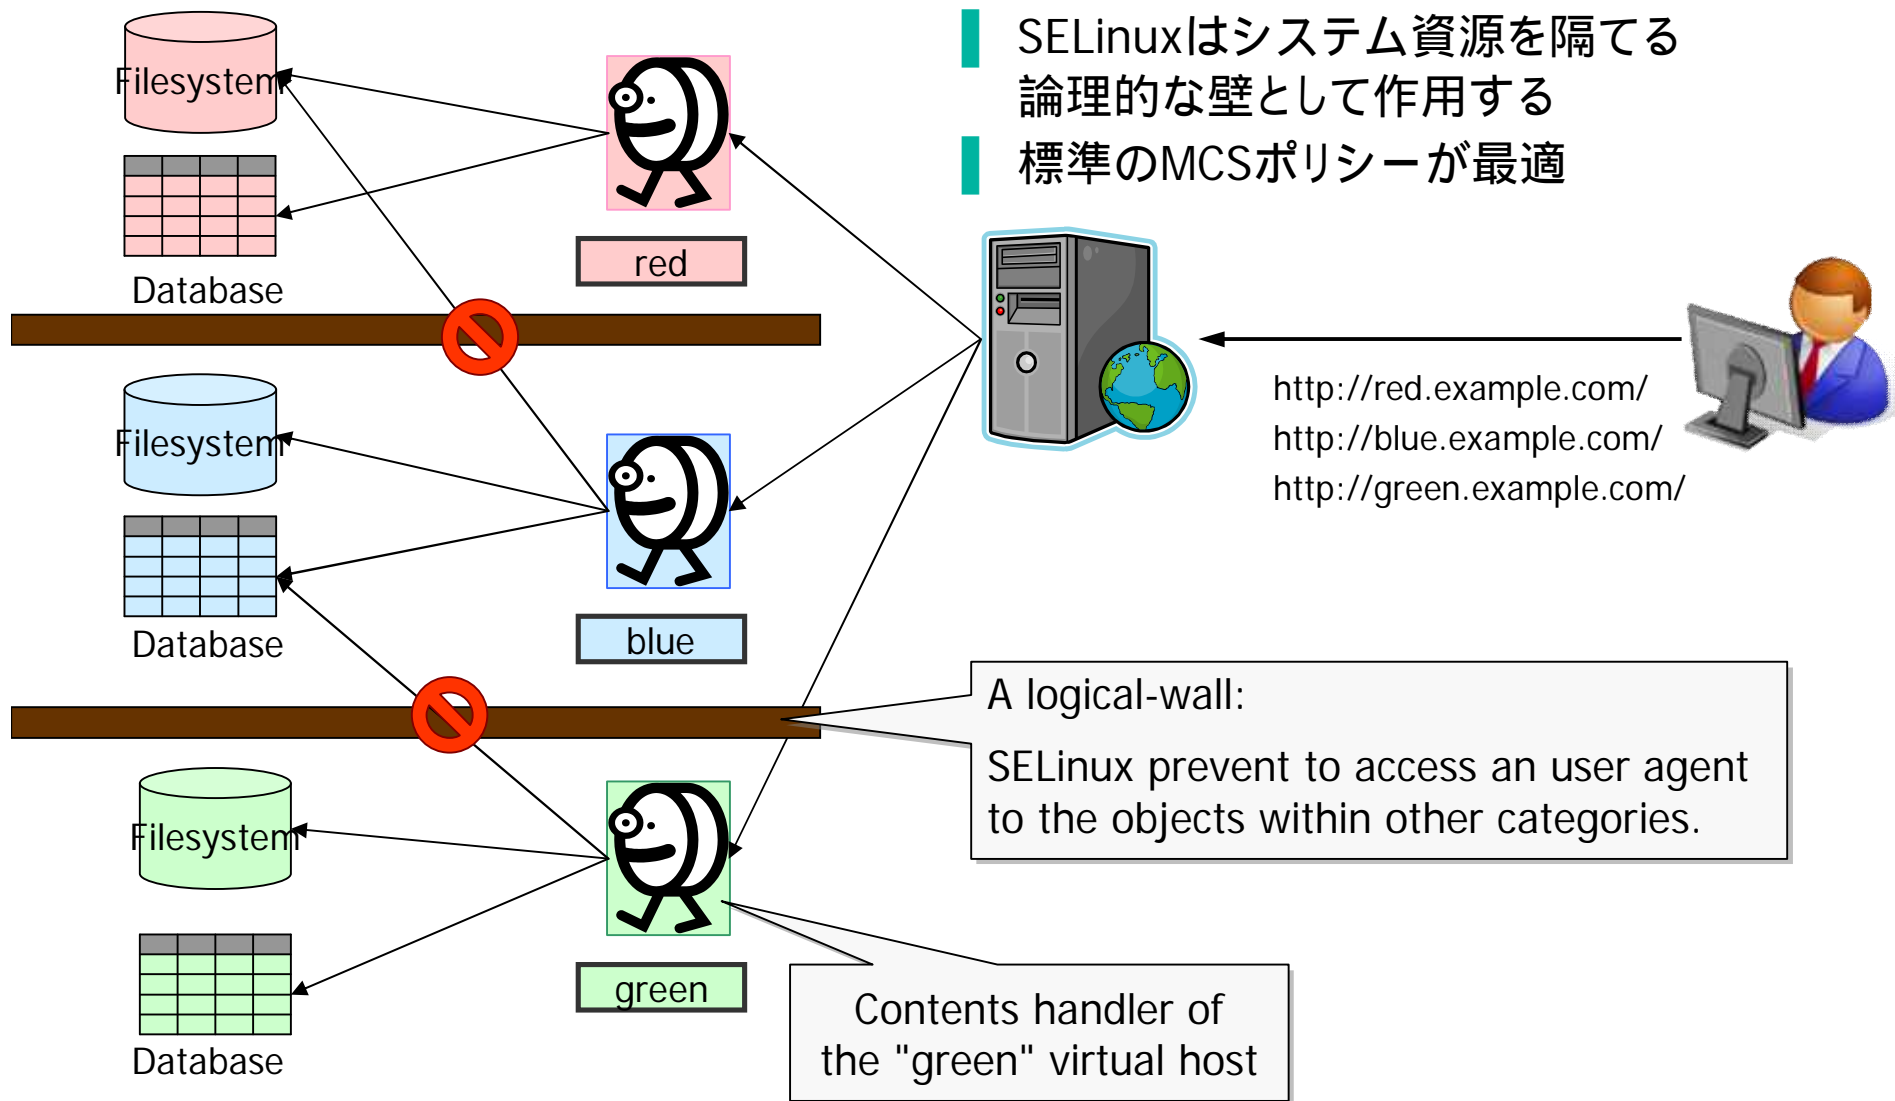 SELinuxはシステム資源を隔てる
論理的な壁として作用する
標準のMCSポリシーが最適
Filesystem
Database
red
http://red.example.com/
http://blue.example.com/
http://green.example.com/
Filesystem
Database
blue
A logical-wall:
SELinux prevent to access an user agent
to the objects within other categories.
Filesystem
Database
green
Contents handler of
the "green" virtual host